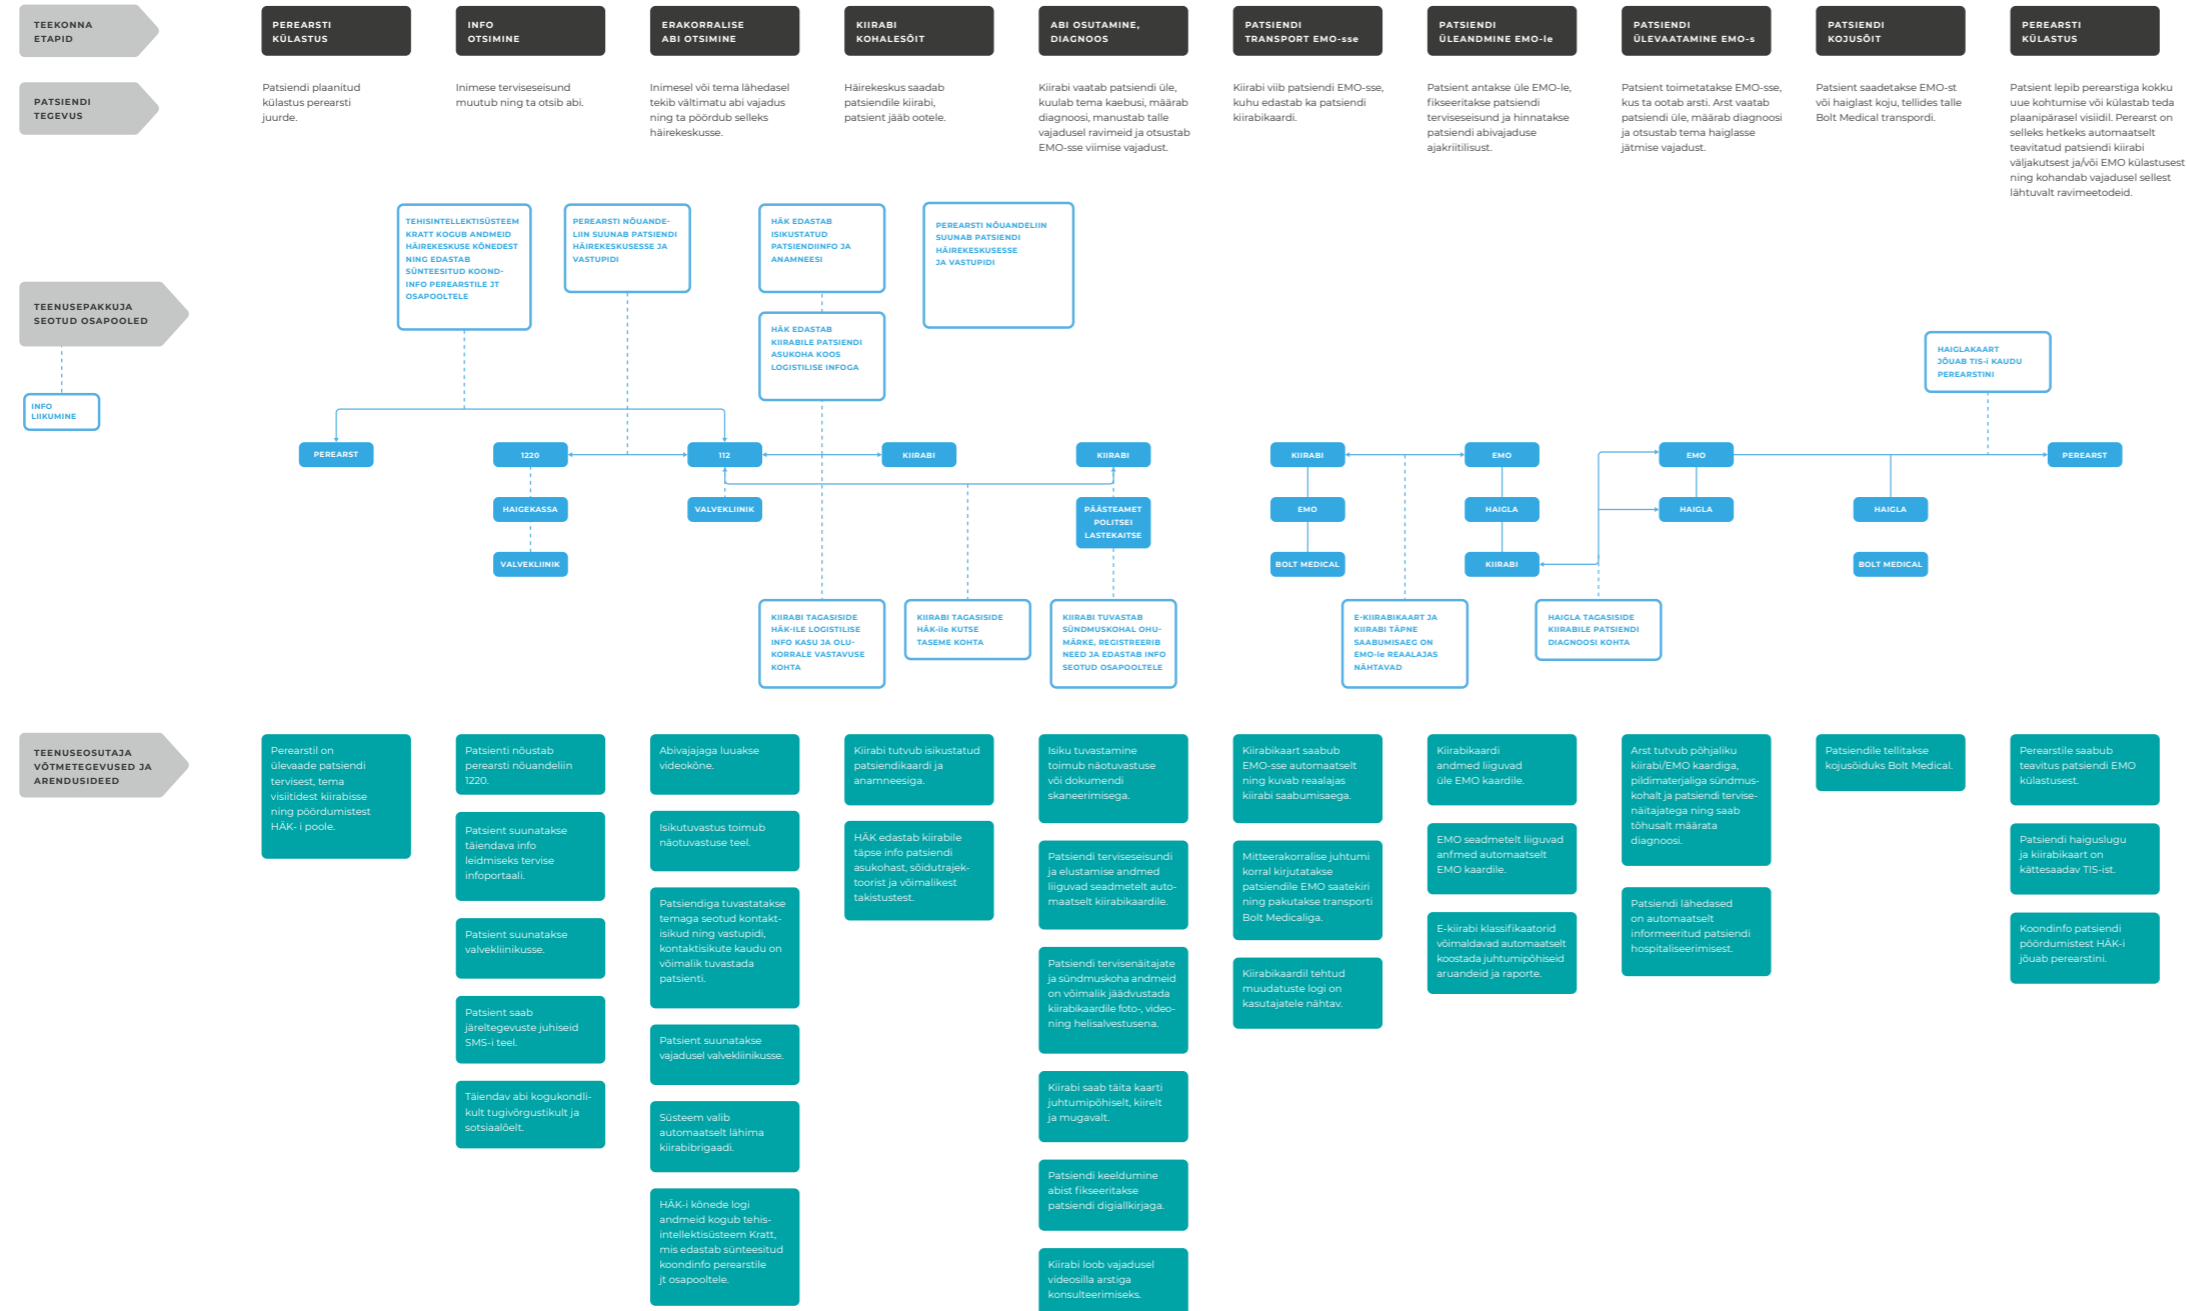 TEEKONNA
ETAPID
PEREARSTI
KÜLASTUS
INFO
OTSIMINE
ERAKORRALISE
ABI OTSIMINE
KIIRABI
KOHALESÕIT
ABI OSUTAMINE,
DIAGNOOS
PATSIENDI
TRANSPORT EMO-sse
PATSIENDI
ÜLEANDMINE EMO-le
PATSIENDI
ÜLEVAATAMINE EMO-s
PATSIENDI
KOJUSÕIT
PEREARSTI
KÜLASTUS
PATSIENDI
TEGEVUS
Patsiendi plaanitud
külastus perearsti
juurde.
Inimese terviseseisund
muutub ning ta otsib abi.
Inimesel või tema lähedasel
tekib vältimatu abi vajadus
ning ta pöördub selleks
häirekeskusse.
Häirekeskus saadab
patsiendile kiirabi,
patsient jääb ootele.
Kiirabi vaatab patsiendi üle,
kuulab tema kaebusi, määrab
diagnoosi, manustab talle
vajadusel ravimeid ja otsustab
EMO-sse viimise vajadust.
Kiirabi viib patsiendi EMO-sse,
kuhu edastab ka patsiendi
kiirabikaardi.
Patsient antakse üle EMO-le,
fikseeritakse patsiendi
terviseseisund ja hinnatakse
patsiendi abivajaduse
ajakriitilisust.
Patsient toimetatakse EMO-sse,
kus ta ootab arsti. Arst vaatab
patsiendi üle, määrab diagnoosi
ja otsustab tema haiglasse
jätmise vajadust.
Patsient saadetakse EMO-st
või haiglast koju, tellides talle
Bolt Medical transpordi.
Patsient lepib perearstiga kokku
uue kohtumise või külastab teda
plaanipärasel visiidil. Perearst on
selleks hetkeks automaatselt
teavitatud patsiendi kiirabi
väljakutsest ja/või EMO külastusest
ning kohandab vajadusel sellest
lähtuvalt ravimeetodeid.
TEENUSEPAKKUJA
SEOTUD OSAPOOLED
INFO
LIIKUMINE
TEHISINTELLEKTISÜSTEEM
KRATT KOGUB ANDMEID
HÄIREKESKUSE KÕNEDEST
NING EDASTAB
SÜNTEESITUD KOOND-
INFO PEREARSTILE JT
OSAPOOLTELE
PEREARSTI NÕUANDE-
LIIN SUUNAB PATSIENDI
HÄIREKESKUSESSE JA
VASTUPIDI
HÄK EDASTAB
ISIKUSTATUD
PATSIENDIINFO JA
ANAMNEESI
HÄK EDASTAB
KIIRABILE PATSIENDI
ASUKOHA KOOS
LOGISTILISE INFOGA
PEREARSTI NÕUANDELIIN
SUUNAB PATSIENDI
HÄIREKESKUSESSE
JA VASTUPIDI
HAIGLAKAART
JÕUAB TIS-i KAUDU
PEREARSTINI
PEREARST
1220
112
KIIRABI
KIIRABI
KIIRABI
EMO
EMO
PEREARST
HAIGEKASSA
VALVEKLIINIK
PÄÄSTEAMET
POLITSEI
LASTEKAITSE
EMO
HAIGLA
HAIGLA
HAIGLA
VALVEKLIINIK
BOLT MEDICAL
KIIRABI
BOLT MEDICAL
KIIRABI TAGASISIDE
HÄK-ILE LOGISTILISE
INFO KASU JA OLU-
KORRALE VASTAVUSE
KOHTA
KIIRABI TAGASISIDE
HÄK-ile KUTSE
TASEME KOHTA
KIIRABI TUVASTAB
SÜNDMUSKOHAL OHU-
MÄRKE, REGISTREERIB
NEED JA EDASTAB INFO
SEOTUD OSAPOOLTELE
E-KIIRABIKAART JA
KIIRABI TÄPNE
SAABUMISAEG ON
EMO-le REAALAJAS
NÄHTAVAD
HAIGLA TAGASISIDE
KIIRABILE PATSIENDI
DIAGNOOSI KOHTA
TEENUSEOSUTAJA
VÕTMETEGEVUSED JA
ARENDUSIDEED
Perearstil on
ülevaade patsiendi
tervisest, tema
visiitidest kiirabisse
ning pöördumistest
HÄK- i poole.
Patsienti nõustab
perearsti nõuandeliin
1220.
Patsient suunatakse
täiendava info
leidmiseks tervise
infoportaali.
Patsient suunatakse
valvekliinikusse.
Patsient saab
järeltegevuste juhiseid
SMS-i teel.
Täiendav abi kogukondli-
kult tugivõrgustikult ja
sotsiaalõelt.
Abivajajaga luuakse
videokõne.
Isikutuvastus toimub
näotuvastuse teel.
Patsiendiga tuvastatakse
temaga seotud kontakt-
isikud ning vastupidi,
kontaktisikute kaudu on
võimalik tuvastada
patsienti.
Patsient suunatakse
vajadusel valvekliinikusse.
Süsteem valib
automaatselt lähima
kiirabibrigaadi.
HÄK-i kõnede logi
andmeid kogub tehis-
intellektisüsteem Kratt,
mis edastab sünteesitud
koondinfo perearstile
jt osapooltele.
Kiirabi tutvub isikustatud
patsiendikaardi ja
anamneesiga.
HÄK edastab kiirabile
täpse info patsiendi
asukohast, sõidutrajek-
toorist ja võimalikest
takistustest.
Isiku tuvastamine
toimub näotuvastuse
või dokumendi
skaneerimisega.
Patsiendi terviseseisundi
ja elustamise andmed
liiguvad seadmetelt auto-
maatselt kiirabikaardile.
Patsiendi tervisenäitajate
ja sündmuskoha andmeid
on võimalik jäädvustada
kiirabikaardile foto-, video-
ning helisalvestusena.
Kiirabi saab täita kaarti
juhtumipõhiselt, kiirelt
ja mugavalt.
Patsiendi keeldumine
abist fikseeritakse
patsiendi digiallkirjaga.
Kiirabi loob vajadusel
videosilla arstiga
konsulteerimiseks.
Kiirabikaart saabub
EMO-sse automaatselt
ning kuvab reaalajas
kiirabi saabumisaega.
Mitteerakorralise juhtumi
korral kirjutatakse
patsiendile EMO saatekiri
ning pakutakse transporti
Bolt Medicaliga.
Kiirabikaardil tehtud
muudatuste logi on
kasutajatele nähtav.
Kiirabikaardi
andmed liiguvad
üle EMO kaardile.
EMO seadmetelt liiguvad
anfmed automaatselt
EMO kaardile.
E-kiirabi klassifikaatorid
võimaldavad automaatselt
koostada juhtumipõhiseid
aruandeid ja raporte.
Arst tutvub põhjaliku
kiirabi/EMO kaardiga,
pildimaterjaliga sündmus-
kohalt ja patsiendi tervise-
näitajatega ning saab
tõhusalt määrata
diagnoosi.
Patsiendi lähedased
on automaatselt
informeeritud patsiendi
hospitaliseerimisest.
Patsiendile tellitakse
kojusõiduks Bolt Medical.
Perearstile saabub
teavitus patsiendi EMO
külastusest.
Patsiendi haiguslugu
ja kiirabikaart on
kättesaadav TIS-ist.
Koondinfo patsiendi
pöördumistest HÄK-i
jõuab perearstini.